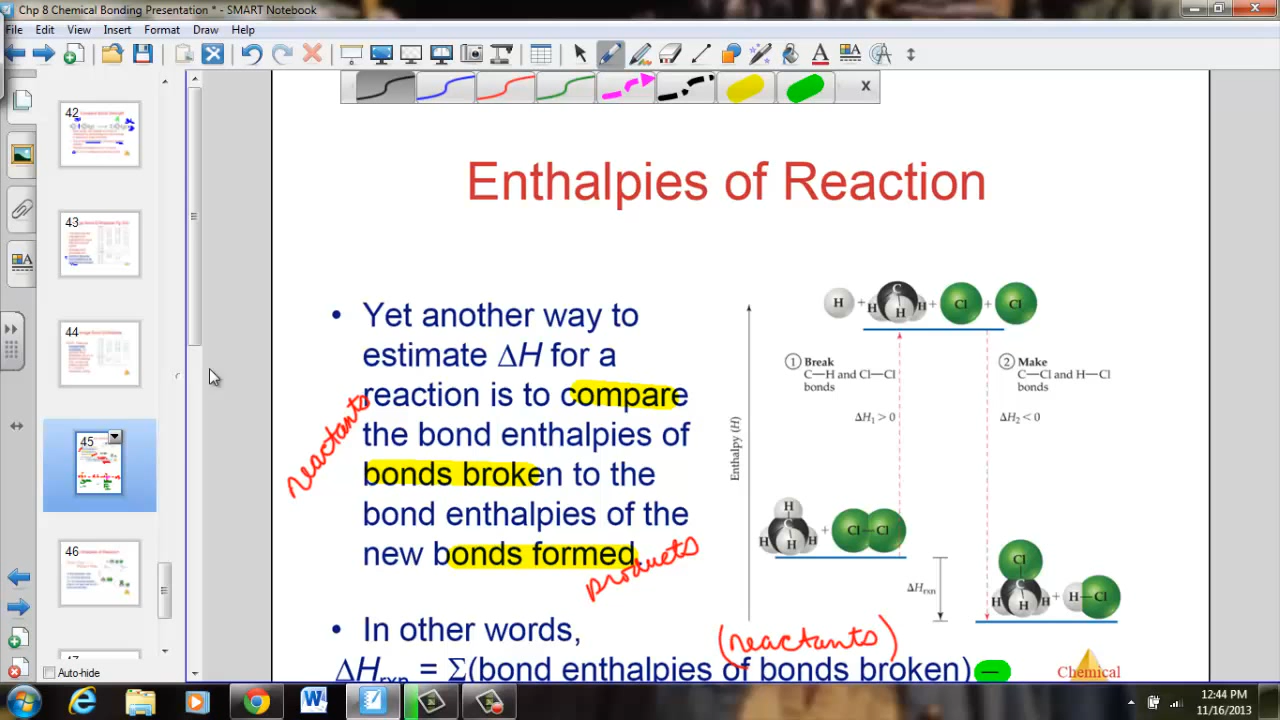 Chp 8 Chemical Bonding Presentation * - SMART Notebook
File Edit View Insert Format Draw Help
x
42
43
44
45
46
Auto-hide
Enthalpies of Reaction
• Yet another way to
estimate ΔH for a
reaction is to compare
the bond enthalpies of
bonds broken to the
bond enthalpies of the
new bonds formed.
reactants
products
• In other words,
(reactants)
ΔHrxn = Σ(bond enthalpies of bonds broken) −
H + H C H H + Cl + Cl
1 Break
C—H and Cl—Cl
bonds
ΔH1 > 0
2 Make
C—Cl and H—Cl
bonds
ΔH2 < 0
Enthalpy (H)
H C H H H + Cl—Cl
ΔHrxn
Cl C H H H + H—Cl
Chemical
12:44 PM
11/16/2013